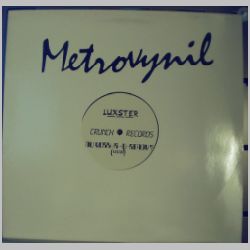 Metrovynil
LUXSTER
CRUNCH RECORDS